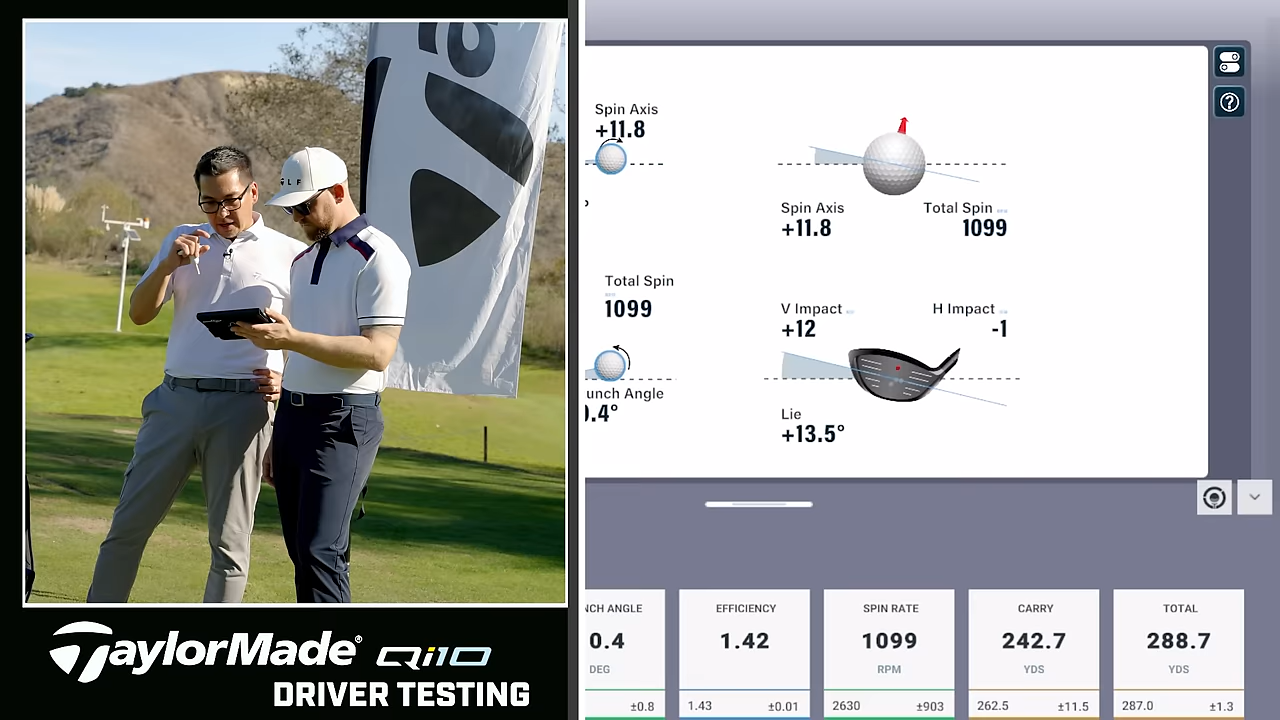 LF
TaylorMade® Qi10
DRIVER TESTING
Spin Axis
+11.8
Total Spin
1099
unch Angle
0.4°
Spin Axis
+11.8
Total Spin
1099
V Impact
+12
H Impact
-1
Lie
+13.5°
NCH ANGLE
0.4
DEG
±0.8
EFFICIENCY
1.42
1.43 ±0.01
SPIN RATE
1099
RPM
2630 ±903
CARRY
242.7
YDS
262.5 ±11.5
TOTAL
288.7
YDS
287.0 ±1.3